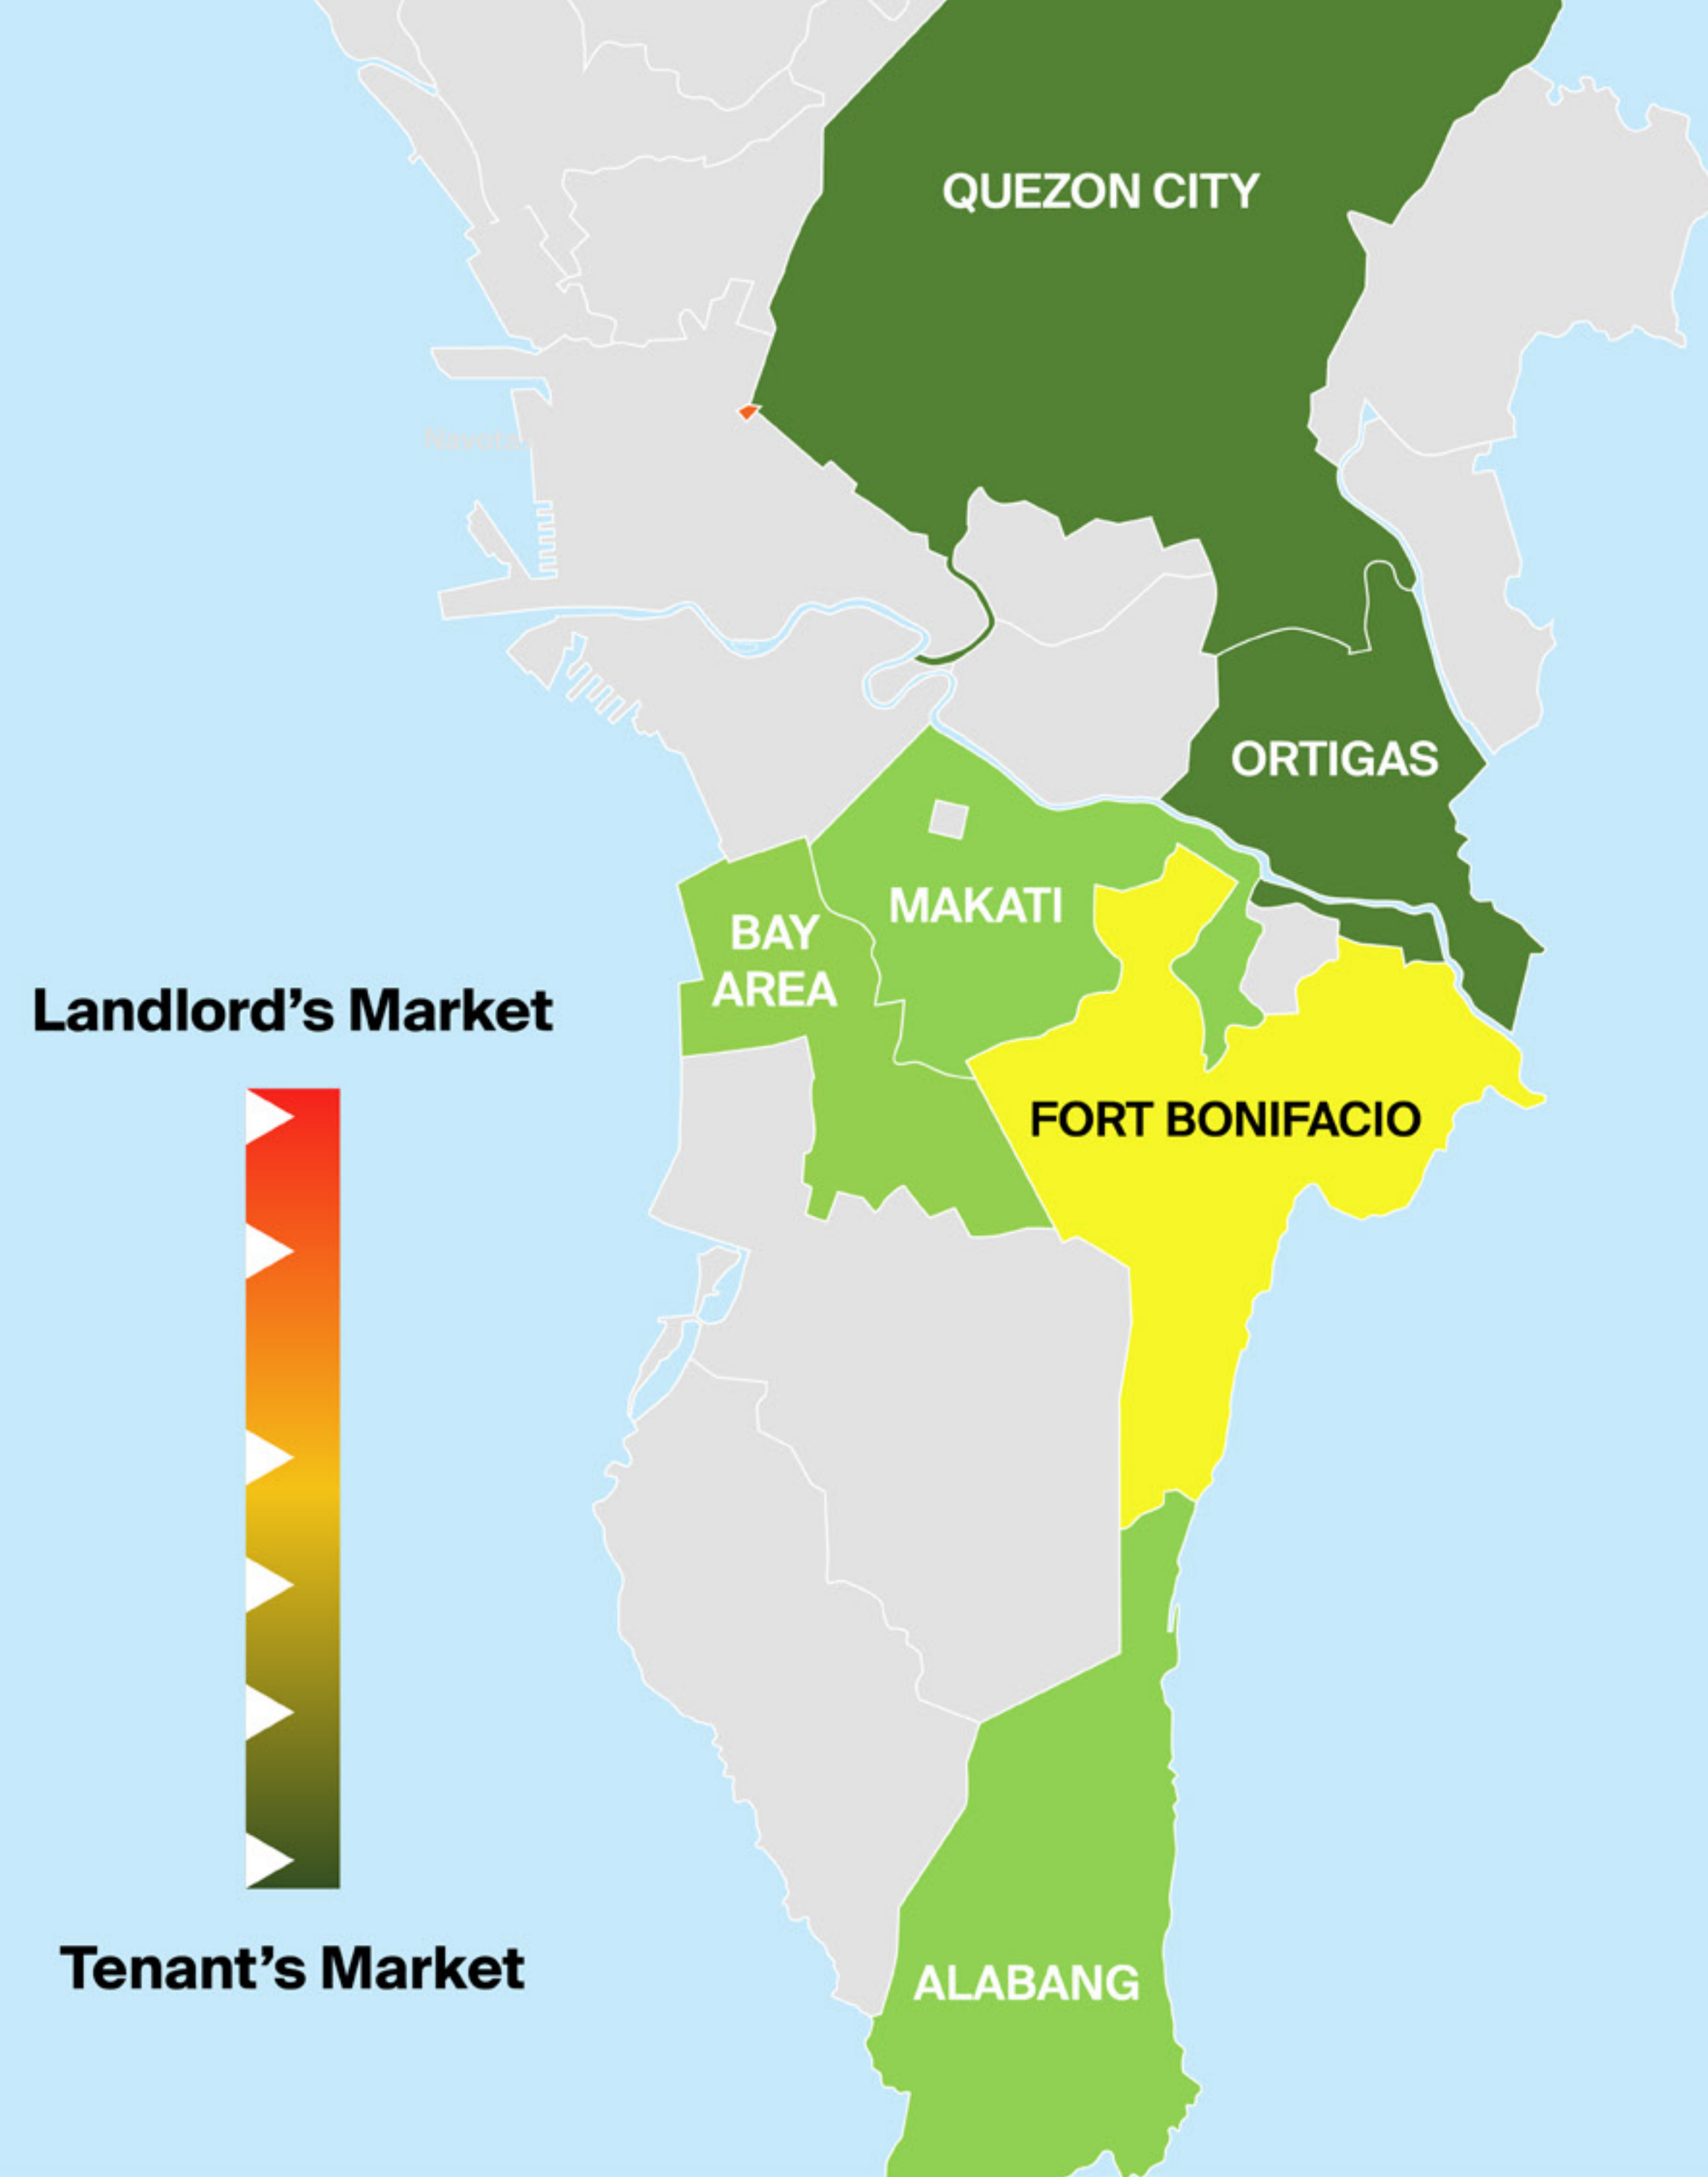 QUEZON CITY
ORTIGAS
MAKATI
BAY
AREA
Landlord’s Market
FORT BONIFACIO
Tenant’s Market
ALABANG